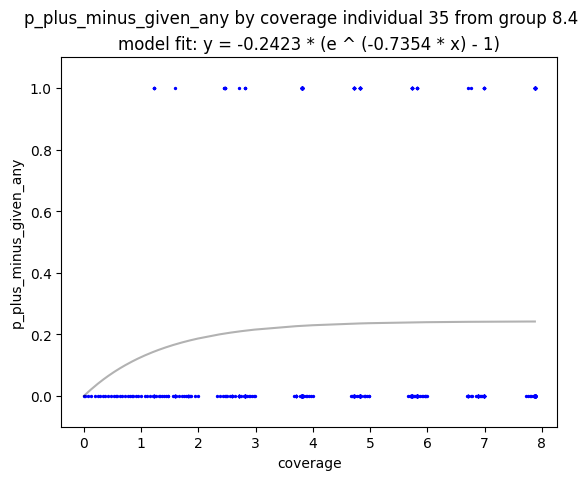 p_plus_minus_given_any by coverage individual 35 from group 8.4
model fit: y = -0.2423 * (e ^ (-0.7354 * x) - 1)
1.0
0.8
0.6
0.4
0.2
0.0
p_plus_minus_given_any
0 1 2 3 4 5 6 7 8
coverage